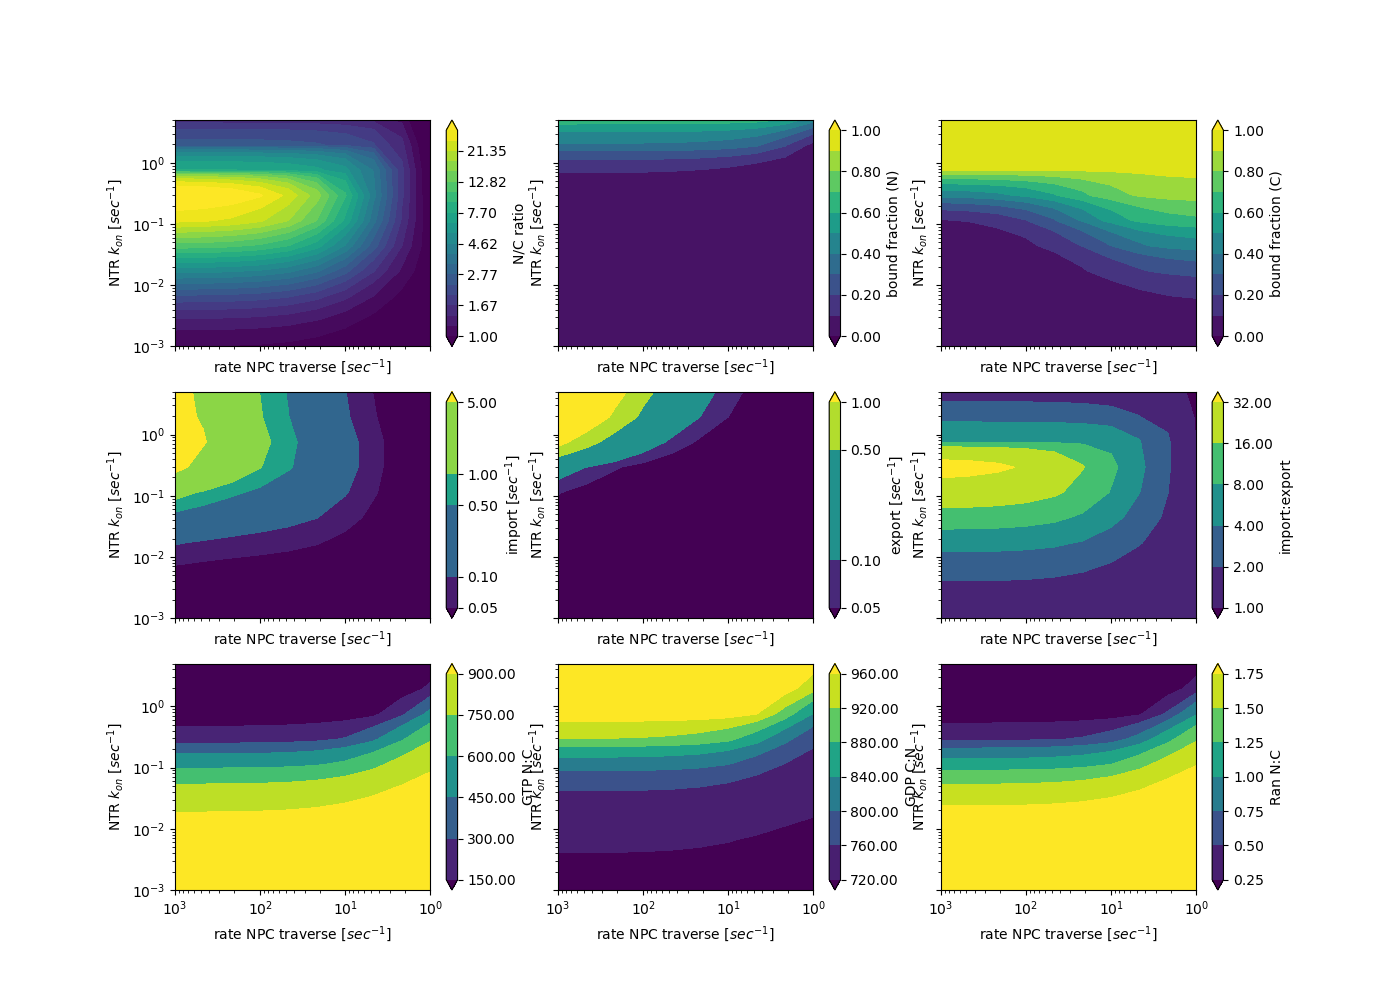 10⁰
10⁻¹
10⁻²
10⁻³
NTR k_on [sec⁻¹]
rate NPC traverse [sec⁻¹]
21.35
12.82
7.70
4.62
2.77
1.67
1.00
N/C ratio
NTR k_on [sec⁻¹]
rate NPC traverse [sec⁻¹]
1.00
0.80
0.60
0.40
0.20
0.00
bound fraction (N)
NTR k_on [sec⁻¹]
rate NPC traverse [sec⁻¹]
1.00
0.80
0.60
0.40
0.20
0.00
bound fraction (C)
10⁰
10⁻¹
10⁻²
10⁻³
NTR k_on [sec⁻¹]
rate NPC traverse [sec⁻¹]
5.00
1.00
0.50
0.10
0.05
import [sec⁻¹]
NTR k_on [sec⁻¹]
rate NPC traverse [sec⁻¹]
1.00
0.50
0.10
0.05
export [sec⁻¹]
NTR k_on [sec⁻¹]
rate NPC traverse [sec⁻¹]
32.00
16.00
8.00
4.00
2.00
1.00
import:export
10⁰
10⁻¹
10⁻²
10⁻³
NTR k_on [sec⁻¹]
10³ 10² 10¹ 10⁰
rate NPC traverse [sec⁻¹]
900.00
750.00
600.00
450.00
300.00
150.00
GTP N:C
NTR k_on [sec⁻¹]
10³ 10² 10¹ 10⁰
rate NPC traverse [sec⁻¹]
960.00
920.00
880.00
840.00
800.00
760.00
720.00
GDP C:N
NTR k_on [sec⁻¹]
10³ 10² 10¹ 10⁰
rate NPC traverse [sec⁻¹]
1.75
1.50
1.25
1.00
0.75
0.50
0.25
Ran N:C